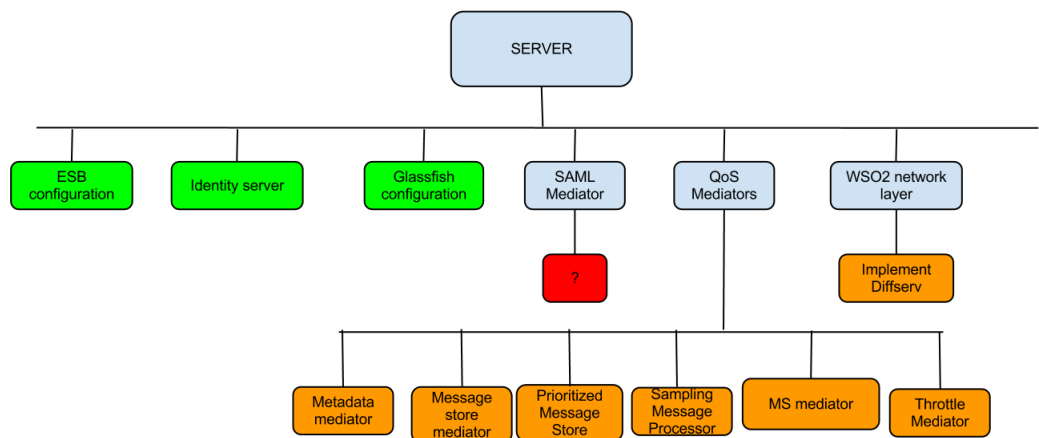 SERVER
ESB
configuration
Identity server
Glassfish
configuration
SAML
Mediator
QoS
Mediators
WSO2 network
layer
?
Implement
Diffserv
Metadata
mediator
Message
store
mediator
Prioritized
Message
Store
Sampling
Message
Processor
MS mediator
Throttle
Mediator